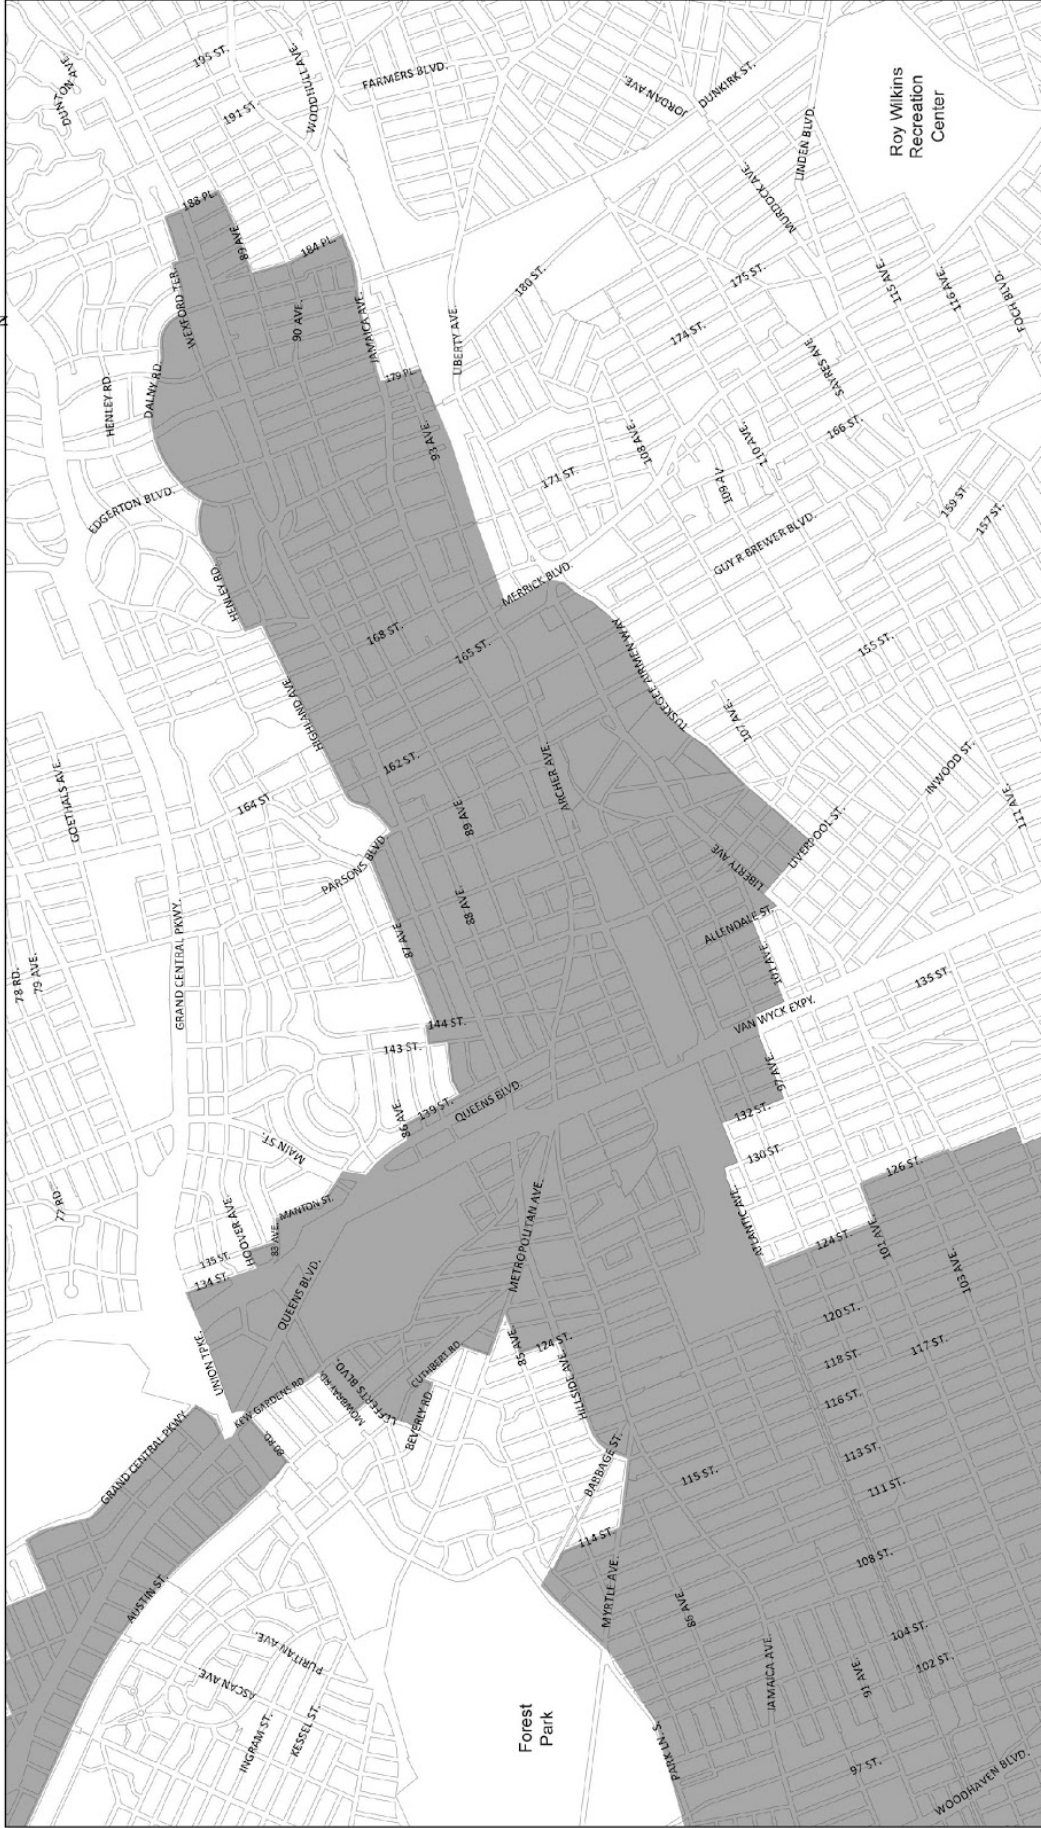 N
DUNTON AVE.
195 ST.
WOODHULL AVE.
FARMERS BLVD.
191 ST.
JORDAN AVE.
DUNKIRK ST.
LINDEN BLVD.
Roy Wilkins
Recreation
Center
188 PL.
89 AVE.
184 PL.
MURDOCK AVE.
WEXFORD TER.
90 AVE.
JAMAICA AVE.
LIBERTY AVE.
180 ST.
175 ST.
115 AVE.
116 AVE.
FOCH BLVD.
174 ST.
SAYRES AVE.
HENLEY RD.
DALNY RD.
179 PL.
93 AVE.
108 AVE.
110 AVE.
166 ST.
171 ST.
109 AV
EDGERTON BLVD.
159 ST.
157 ST.
GUY R BREWER BLVD.
HENLEY RD.
MERRICK BLVD.
168 ST.
165 ST.
TUSKEGEE AIRMEN WAY
155 ST.
HIGHLAND AVE.
107 AVE.
162 ST.
ARCHER AVE.
INWOOD ST.
GOETHALS AVE.
164 ST
89 AVE
111 AVE.
PARSONS BLVD.
LIVERPOOL ST.
LIBERTY AVE
88 AVE.
87 AVE.
ALLENDALE ST.
101 AVE.
GRAND CENTRAL PKWY.
78 RD.
79 AVE.
135 ST.
VAN WYCK EXPY.
144 ST.
143 ST.
97 AVE.
QUEENS BLVD.
139 ST.
86 AVE.
132 ST.
MAIN ST.
130 ST.
126 ST.
77 RD.
MANTON ST.
HOOVER AVE.
83 AVE.
METROPOLITAN AVE.
ATLANTIC AVE.
124 ST.
101 AVE.
135 ST.
134 ST.
103 AVE.
QUEENS BLVD.
120 ST.
UNION TPKE.
85 AVE.
124 ST.
118 ST.
117 ST.
CUTHBERT RD
LEFFERTS BLVD.
MOWBRAY RD
KEW GARDENS RD
HILLSIDE AVE.
116 ST.
BEVERLY RD
80 RD.
GRAND CENTRAL PKWY.
BABBAGE ST.
113 ST.
115 ST.
111 ST.
114 ST.
108 ST.
AUSTIN ST.
MYRTLE AVE.
85 AVE.
104 ST.
PURITAN AVE.
ASCAN AVE.
JAMAICA AVE.
91 AVE.
102 ST.
INGRAM ST.
KESSEL ST.
Forest
Park
PARK LN. S.
97 ST.
WOODHAVEN BLVD.